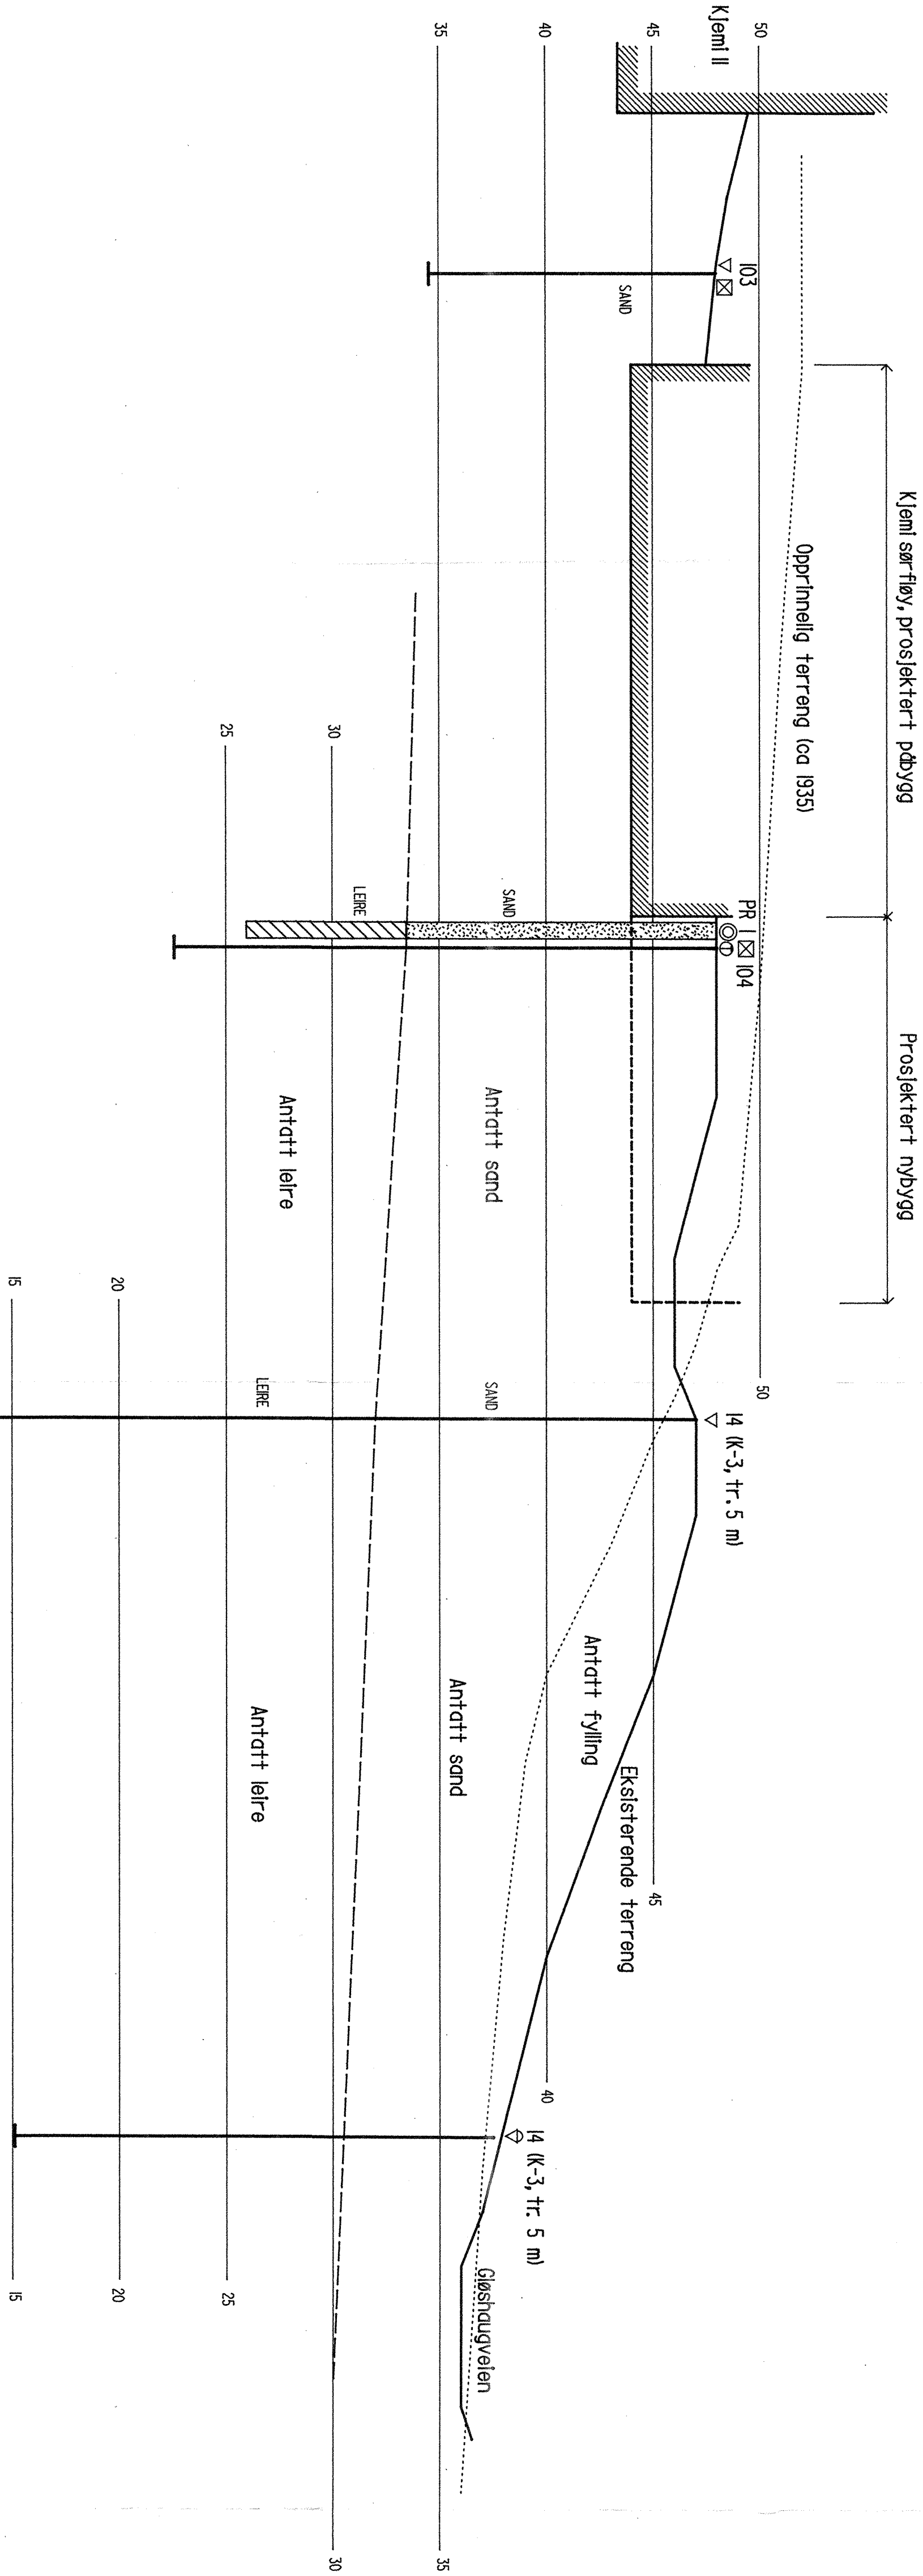 Kjemi sørfløy, prosjektert påbygg
Prosjektert nybygg
Opprinnelig terreng (ca 1935)
Kjemi II
50
50
103
PR 1 104
14 (K-3, tr. 5 m)
45
45
SAND
Eksisterende terreng
Antatt fylling
40
40
14 (K-3, tr. 5 m)
SAND
Antatt sand
SAND
Antatt sand
Gløshaugveien
35
35
LEIRE
30
30
Antatt leire
LEIRE
Antatt leire
25
25
20
20
15
15